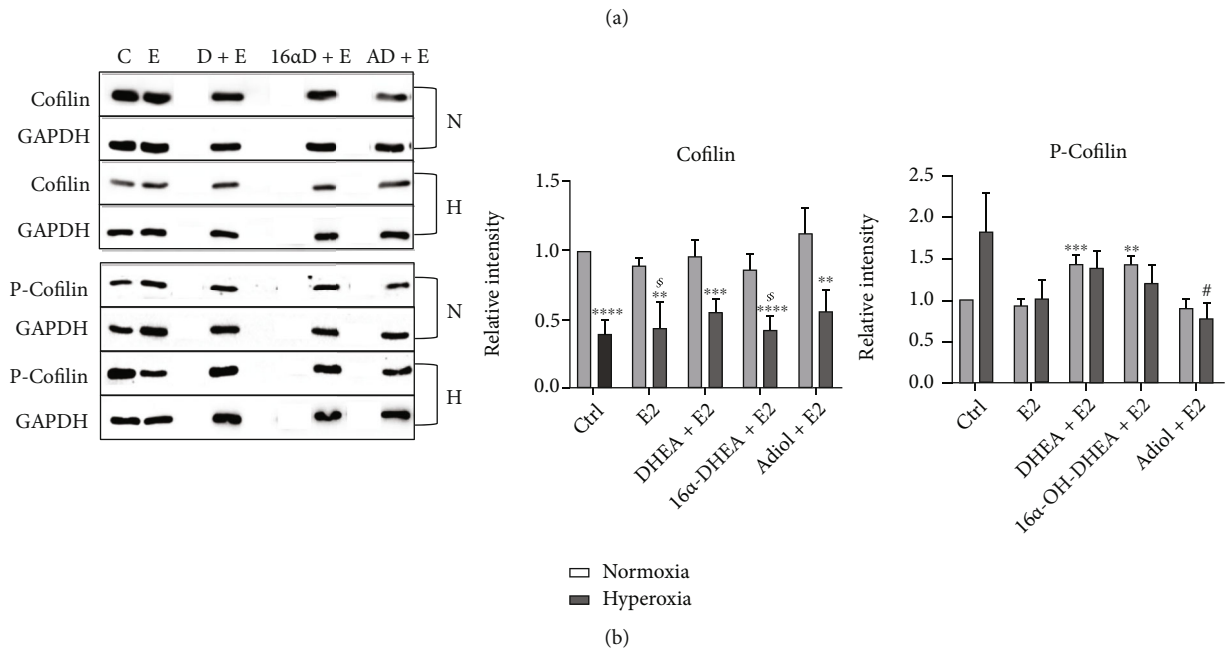 (a)
C E D + E 16αD + E AD + E
Cofilin
GAPDH
N
Cofilin
GAPDH
H
P-Cofilin
GAPDH
N
P-Cofilin
GAPDH
H
Cofilin
Relative intensity
1.5
1.0
0.5
0.0
****
$
**
***
$
****
**
Ctrl
E2
DHEA + E2
16α-DHEA + E2
Adiol + E2
P-Cofilin
Relative intensity
2.5
2.0
1.5
1.0
0.5
0.0
***
**
#
Ctrl
E2
DHEA + E2
16α-OH-DHEA + E2
Adiol + E2
Normoxia
Hyperoxia
(b)